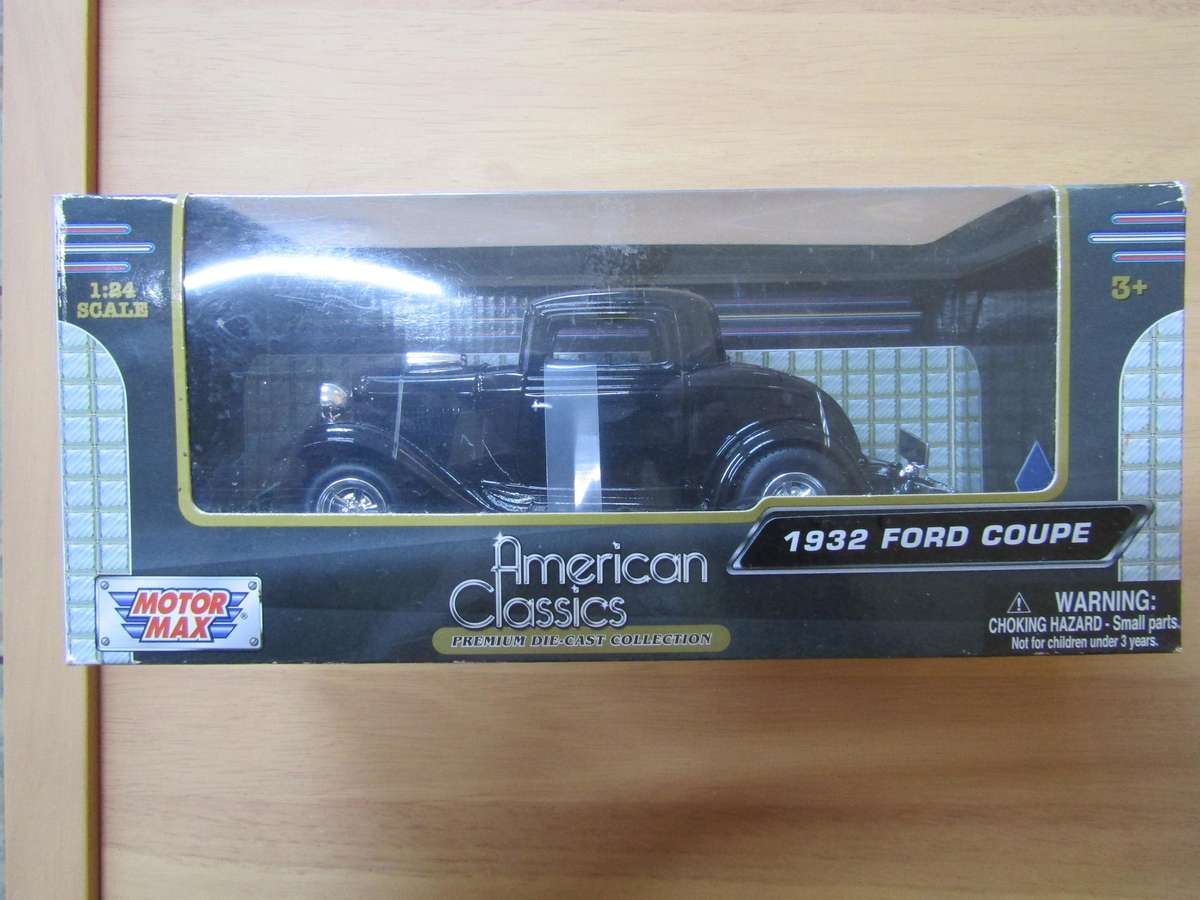 1:24
SCALE
3+
1932 FORD COUPE
American
Classics
PREMIUM DIE-CAST COLLECTION
MOTOR
MAX
®
WARNING:
CHOKING HAZARD - Small parts.
Not for children under 3 years.